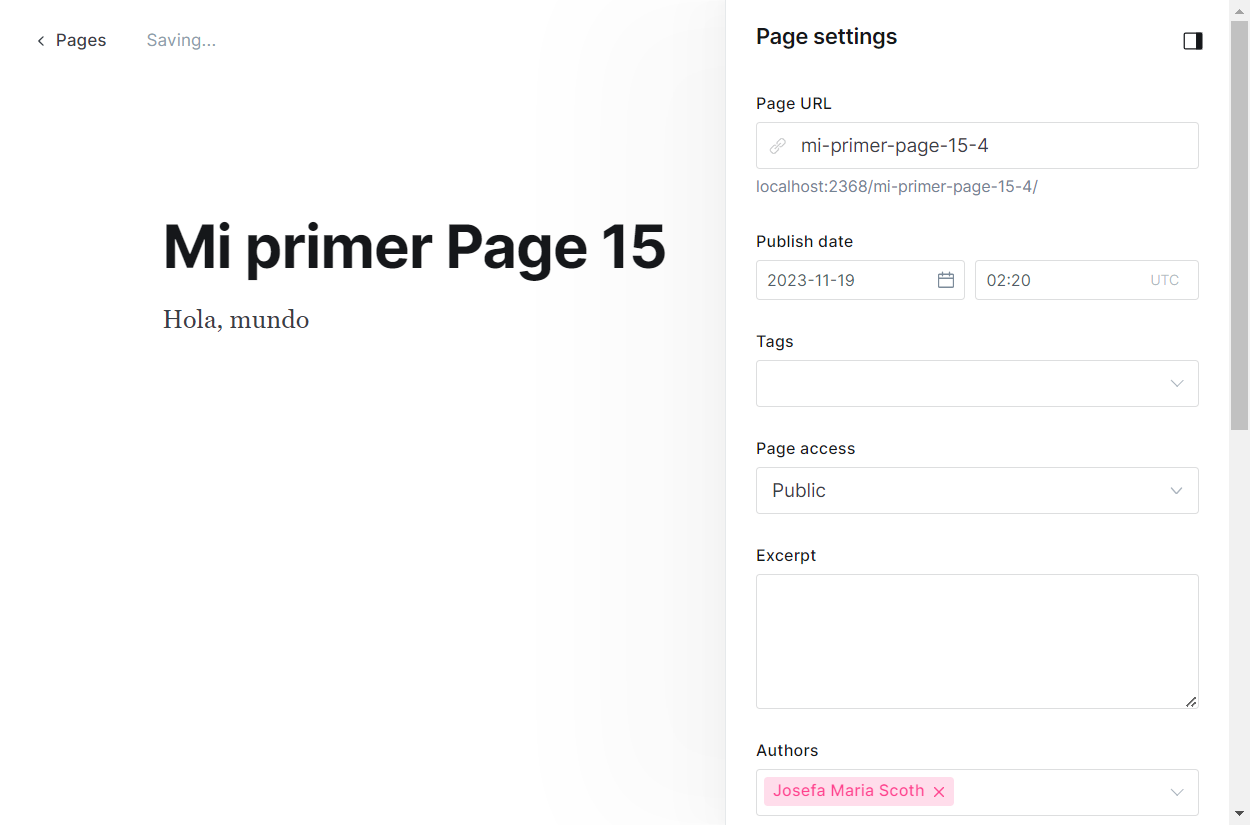 Pages
Saving...
Mi primer Page 15
Hola, mundo
Page settings
Page URL
mi-primer-page-15-4
localhost:2368/mi-primer-page-15-4/
Publish date
2023-11-19
02:20 UTC
Tags
Page access
Public
Excerpt
Authors
Josefa Maria Scoth